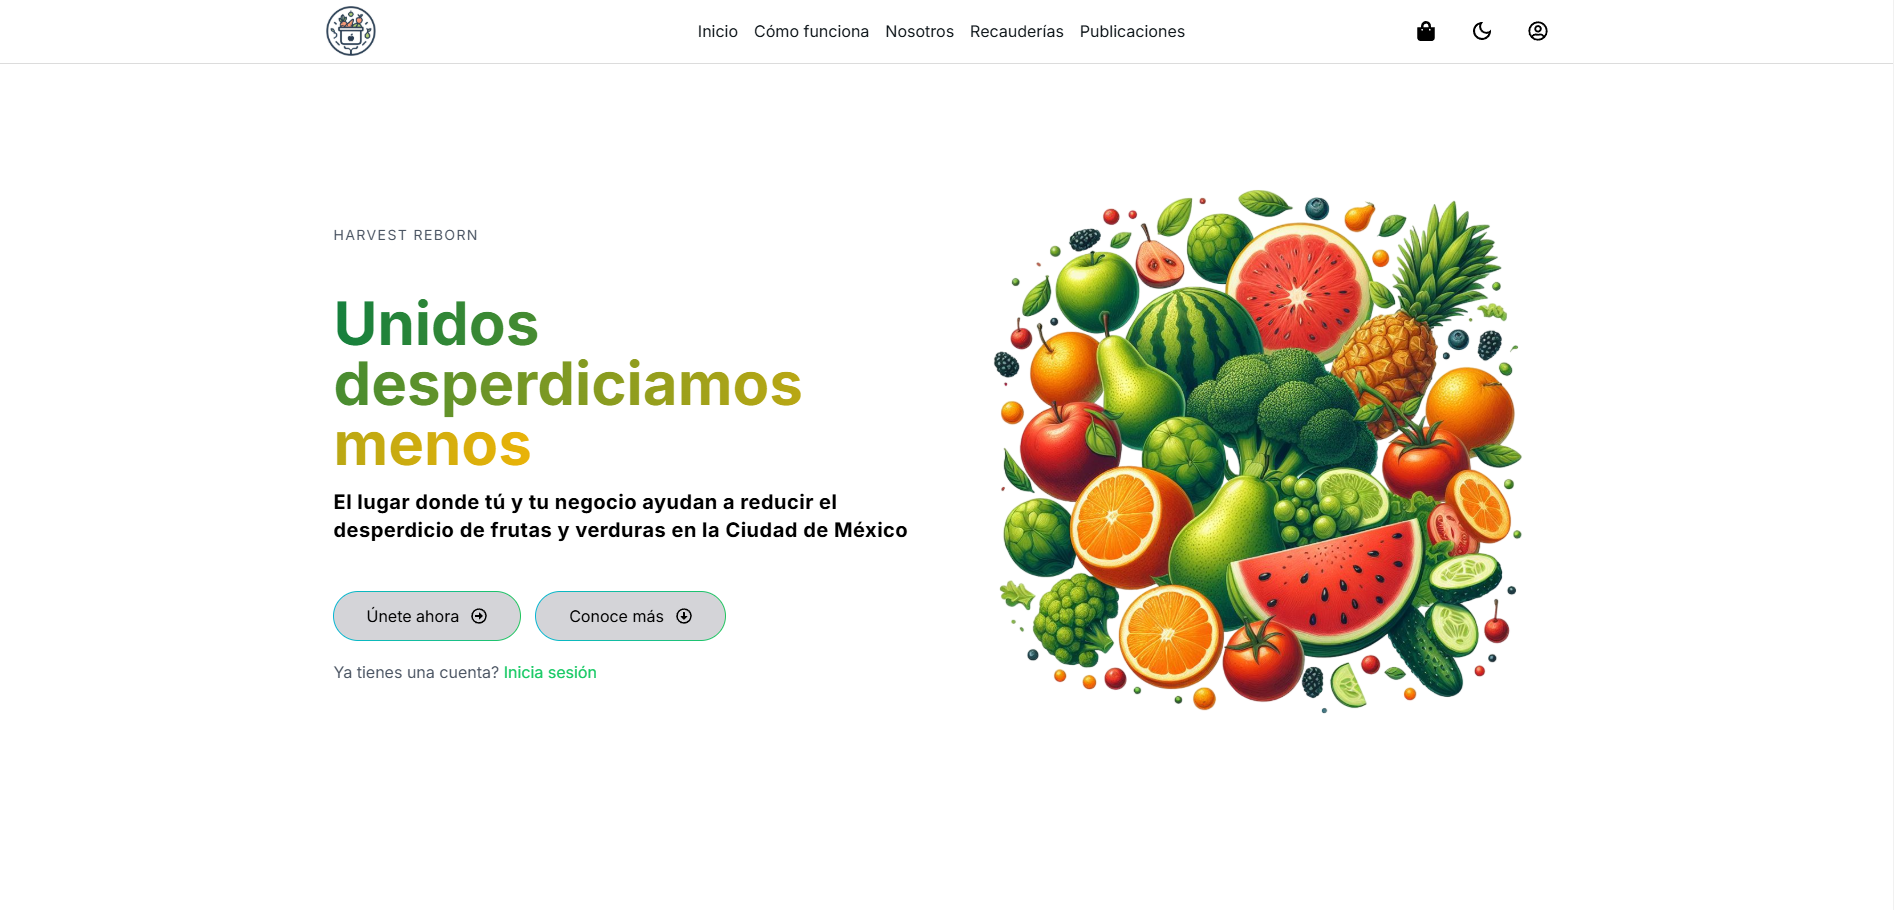 Inicio Cómo funciona Nosotros Recauderías Publicaciones
HARVEST REBORN
Unidos
desperdiciamos
menos
El lugar donde tú y tu negocio ayudan a reducir el
desperdicio de frutas y verduras en la Ciudad de México
Únete ahora Conoce más
Ya tienes una cuenta? Inicia sesión